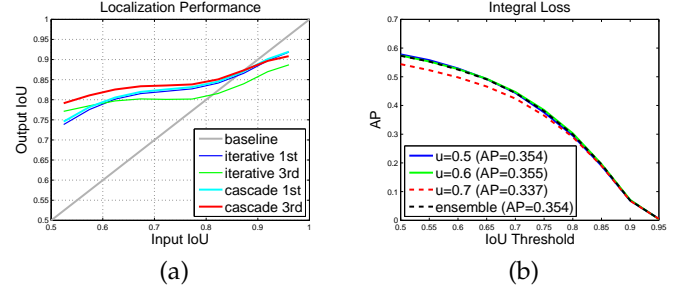 Localization Performance
Output IoU
1
0.95
0.9
0.85
0.8
0.75
0.7
0.65
0.6
0.55
0.5
baseline
iterative 1st
iterative 3rd
cascade 1st
cascade 3rd
0.5 0.6 0.7 0.8 0.9 1
Input IoU
(a)
Integral Loss
AP
0.7
0.6
0.5
0.4
0.3
0.2
0.1
0
u=0.5 (AP=0.354)
u=0.6 (AP=0.355)
u=0.7 (AP=0.337)
ensemble (AP=0.354)
0.5 0.55 0.6 0.65 0.7 0.75 0.8 0.85 0.9 0.95
IoU Threshold
(b)